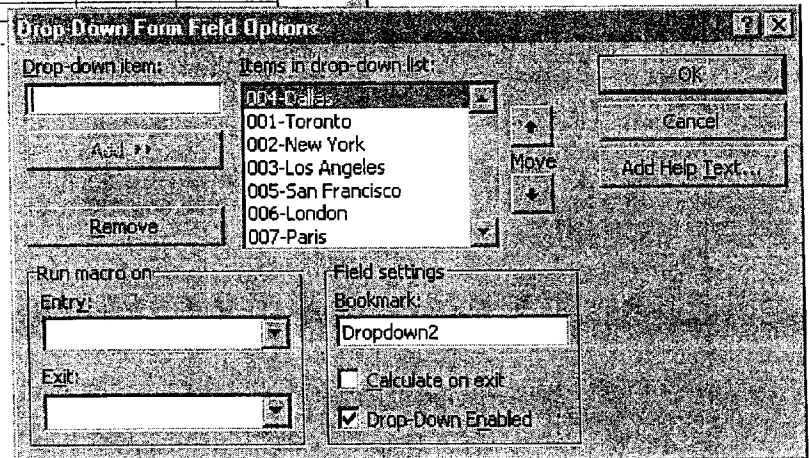 Drop-Down Form Field Options
Drop-down item:
Items in drop-down list:
004-Dallas
001-Toronto
002-New York
003-Los Angeles
005-San Francisco
006-London
007-Paris
Add >>
Remove
Move
OK
Cancel
Add Help Text...
Run macro on
Entry:
Exit:
Field settings
Bookmark:
Dropdown2
Calculate on exit
Drop-Down Enabled